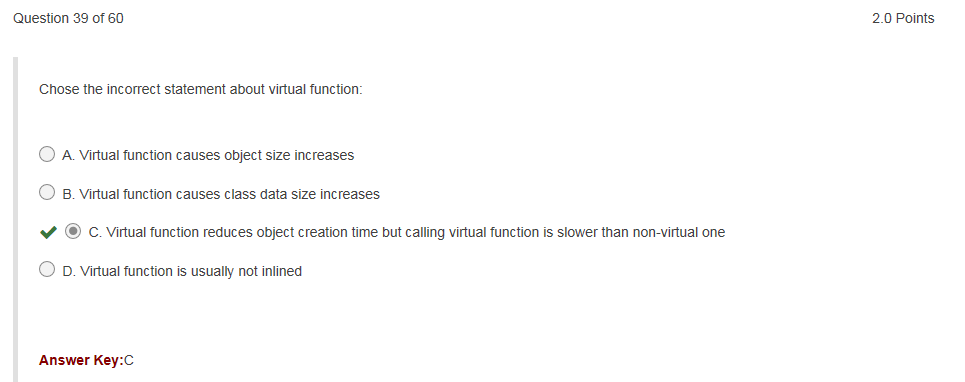 Question 39 of 60
2.0 Points
Chose the incorrect statement about virtual function:
A. Virtual function causes object size increases
B. Virtual function causes class data size increases
C. Virtual function reduces object creation time but calling virtual function is slower than non-virtual one
D. Virtual function is usually not inlined
Answer Key:C